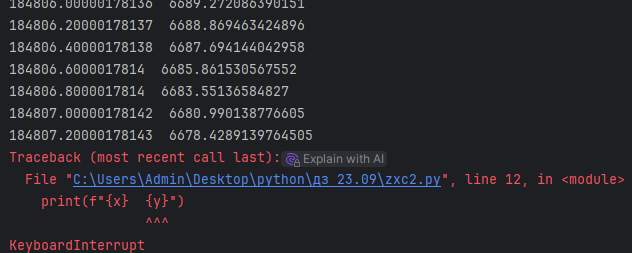 184806.00000178136  6689.272086390151
184806.20000178137  6688.869463424896
184806.40000178138  6687.694144042958
184806.6000017814  6685.861530567552
184806.8000017814  6683.55136584827
184807.00000178142  6680.990138776605
184807.20000178143  6678.4289139764505
Traceback (most recent call last): Explain with AI
File "C:\Users\Admin\Desktop\python\дз 23.09\zxc2.py", line 12, in <module>
print(f"{x}  {y}")
^^^
KeyboardInterrupt